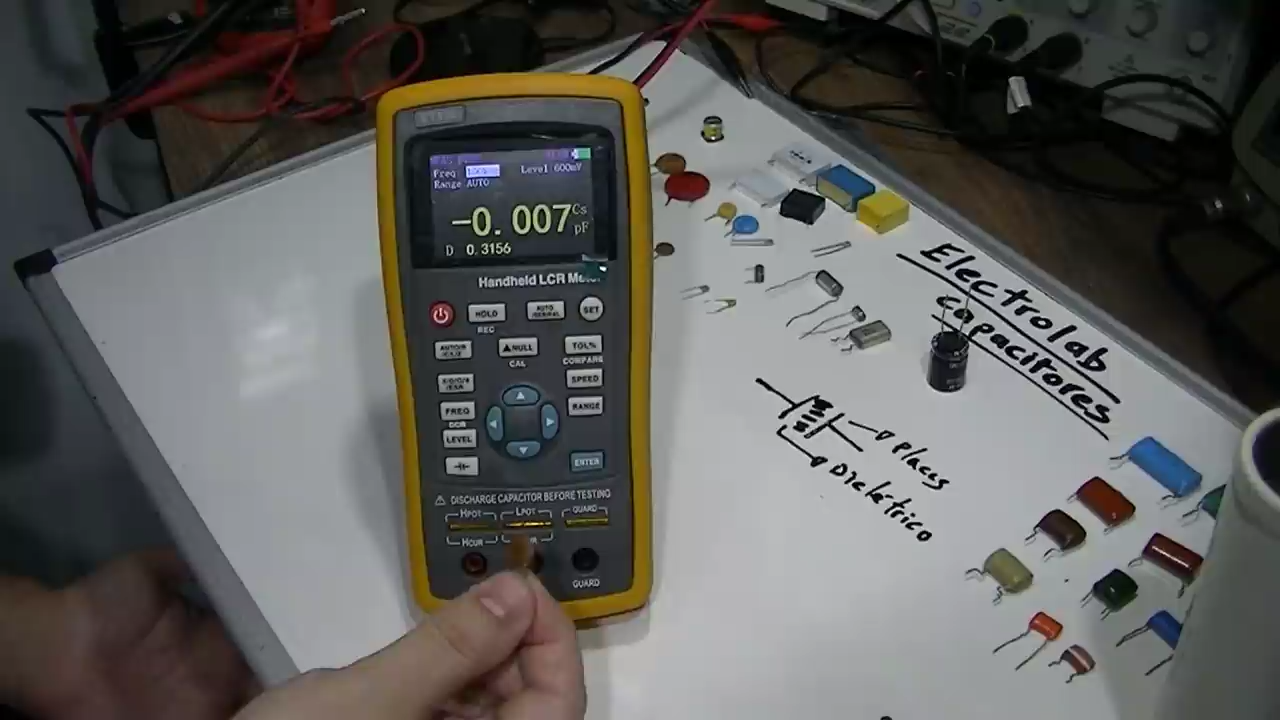 Level 600mV
Range AUTO
Freq:
-0.007 Cs pF
D 0.3156
Handheld LCR Meter
HOLD
SET
REC
▲NULL
TOL%
CAL
COMPARE
SPEED
FREQ
RANGE
DCR
LEVEL
ENTER
⚠ DISCHARGE CAPACITOR BEFORE TESTING
HPOT LPOT GUARD
HCUR
GUARD
Electrolab
capacitores
Placas
Dieletrico